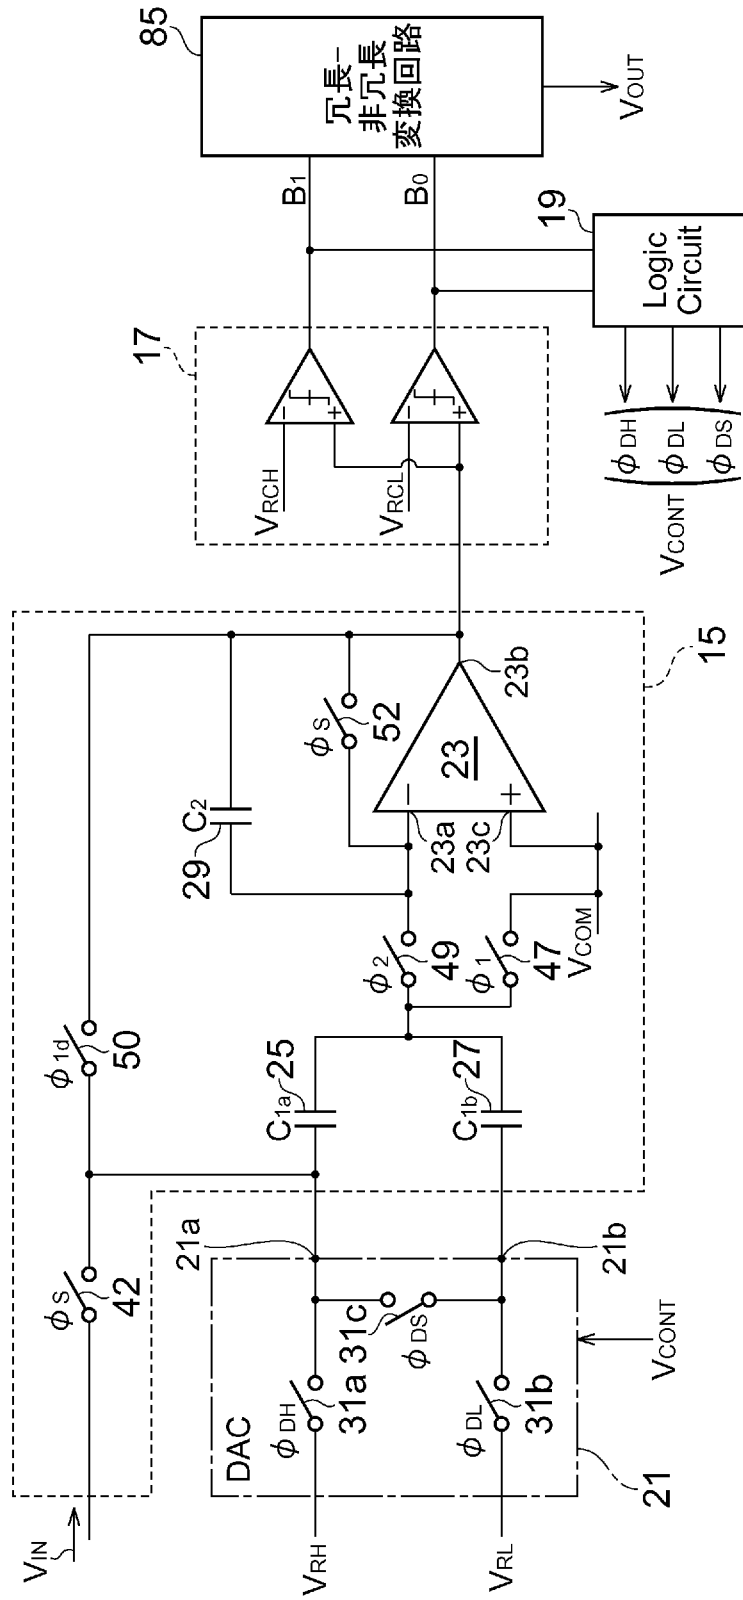 VIN
φS
42
φ1d
50
C2
29
φS
52
23
23a
23b
23c
φ2
49
φ1
47
VCOM
C1a
25
C1b
27
15
21a
21b
DAC
φDH
31a
31c
φDS
φDL
31b
VRH
VRL
VCONT
21
17
VRCH
VRCL
B1
B0
85
冗長–
非冗長
変換回路
VOUT
19
Logic
Circuit
φDH
φDL
φDS
VCONT